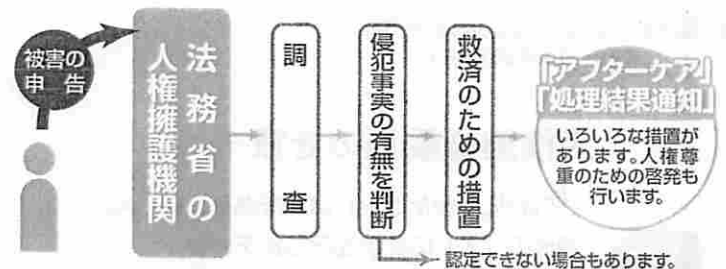 被害の
申告
法務省の
人権擁護機関
調査
侵犯事実の有無を判断
救済のための措置
「アフターケア」
「処理結果通知」
いろいろな措置が
あります。人権尊
重のための啓発も
行います。
認定できない場合もあります。